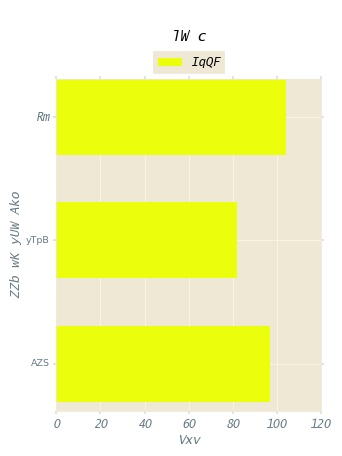 lW c
IqQF
Rm
yTpB
AZS
ZZb wK yUW Ako
0 20 40 60 80 100 120
Vxv